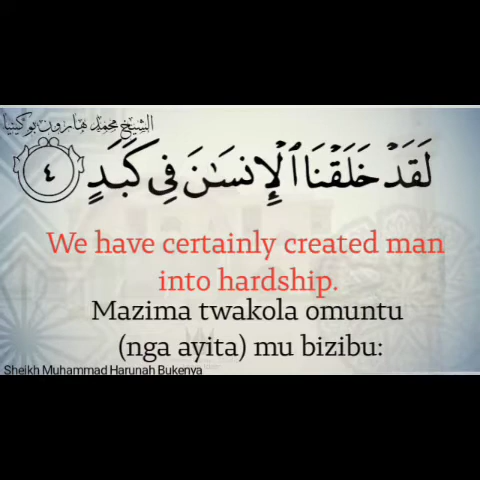 الشيخ محمد هارون بوكينيا
لَقَدْ خَلَقْنَا ٱلْإِنسَـٰنَ فِى كَبَدٍ ٤
We have certainly created man
into hardship.
Mazima twakola omuntu
(nga ayita) mu bizibu:
Sheikh Muhammad Harunah Bukenya